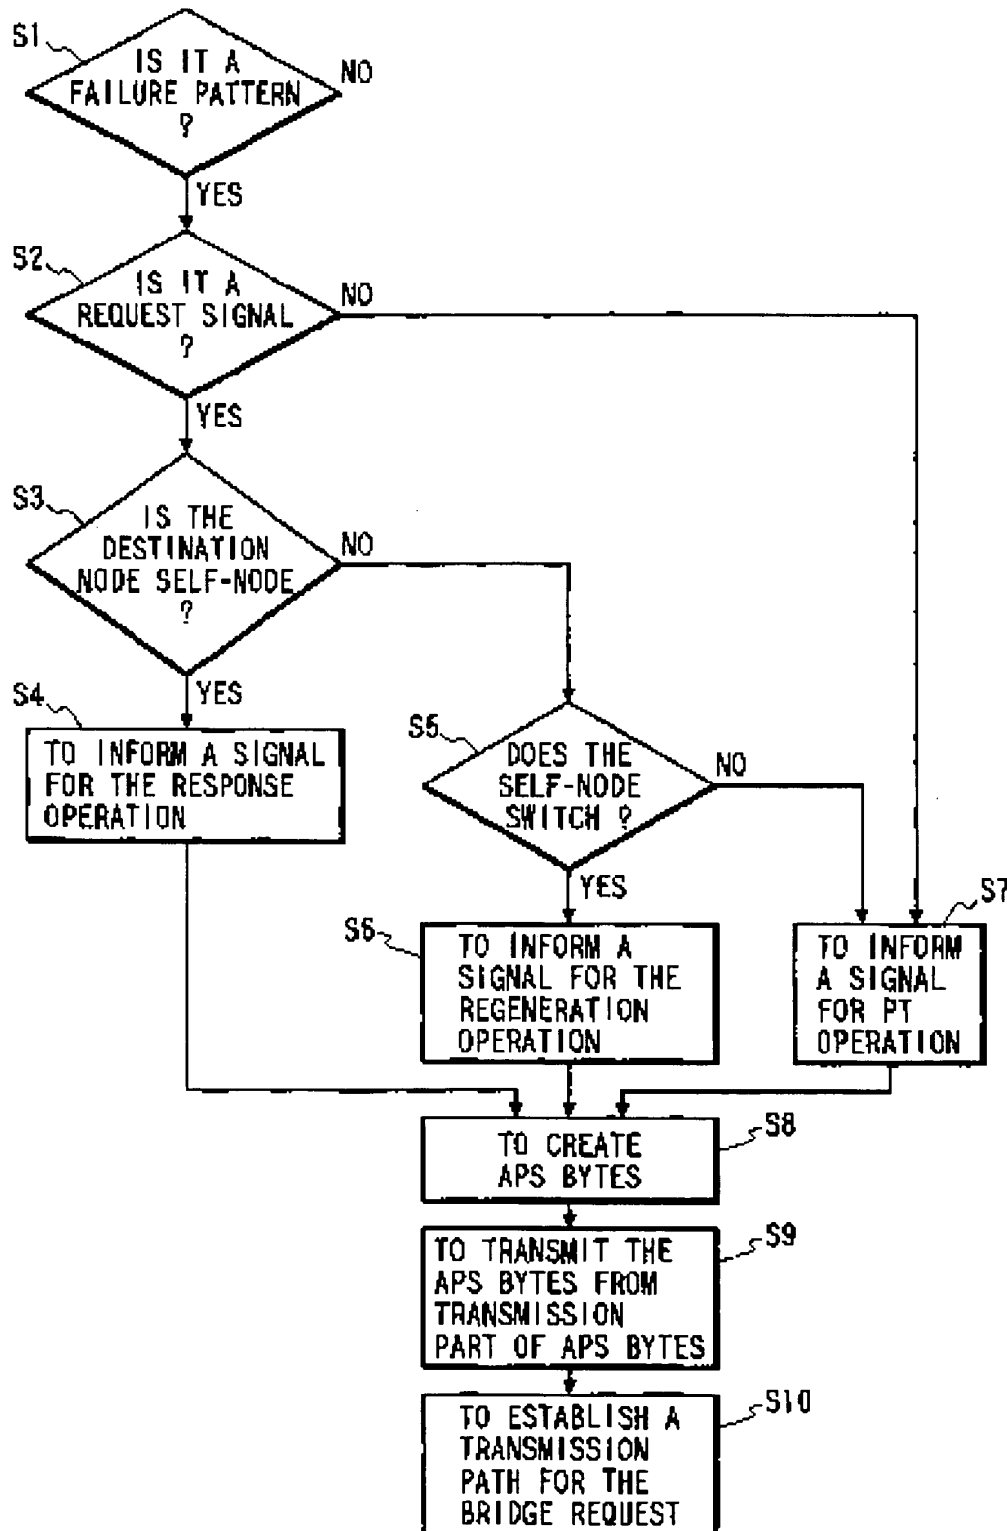 S1
IS IT A
FAILURE PATTERN
?
NO
YES
S2
IS IT A
REQUEST SIGNAL
?
NO
YES
S3
IS THE
DESTINATION
NODE SELF-NODE
?
NO
YES
S4
TO INFORM A SIGNAL
FOR THE RESPONSE
OPERATION
S5
DOES THE
SELF-NODE
SWITCH ?
NO
YES
S6
TO INFORM A
SIGNAL FOR THE
REGENERATION
OPERATION
S7
TO INFORM
A SIGNAL
FOR PT
OPERATION
S8
TO CREATE
APS BYTES
S9
TO TRANSMIT THE
APS BYTES FROM
TRANSMISSION
PART OF APS BYTES
S10
TO ESTABLISH A
TRANSMISSION
PATH FOR THE
BRIDGE REQUEST